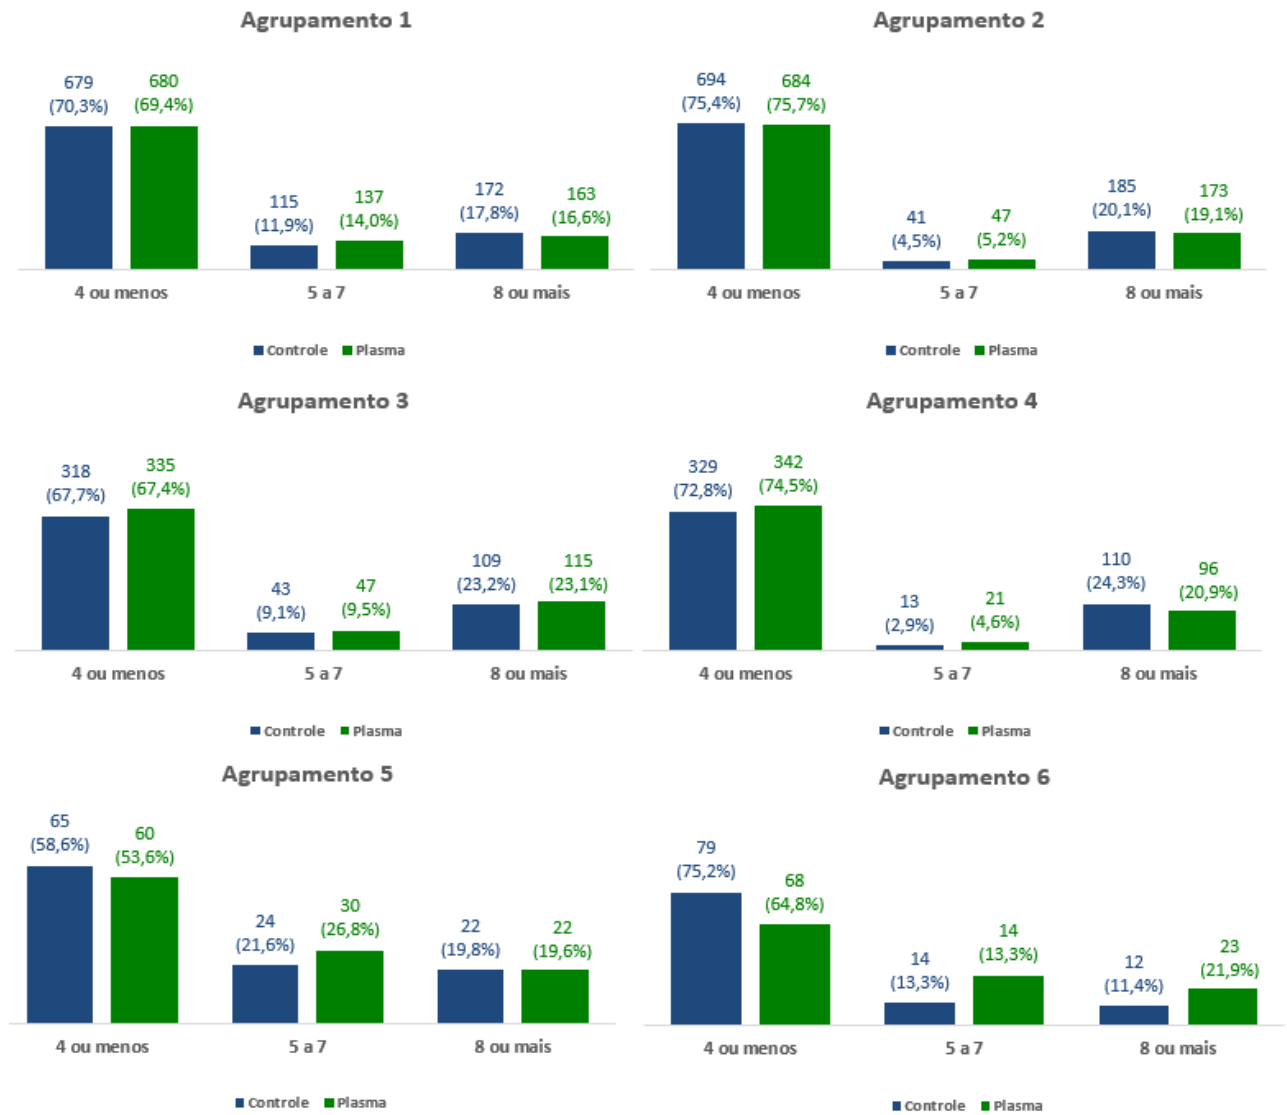 Agrupamento 1
679
(70,3%)
680
(69,4%)
115
(11,9%)
137
(14,0%)
172
(17,8%)
163
(16,6%)
4 ou menos
5 a 7
8 ou mais
Controle Plasma
Agrupamento 2
694
(75,4%)
684
(75,7%)
41
(4,5%)
47
(5,2%)
185
(20,1%)
173
(19,1%)
4 ou menos
5 a 7
8 ou mais
Controle Plasma
Agrupamento 3
318
(67,7%)
335
(67,4%)
43
(9,1%)
47
(9,5%)
109
(23,2%)
115
(23,1%)
4 ou menos
5 a 7
8 ou mais
Controle Plasma
Agrupamento 4
329
(72,8%)
342
(74,5%)
13
(2,9%)
21
(4,6%)
110
(24,3%)
96
(20,9%)
4 ou menos
5 a 7
8 ou mais
Controle Plasma
Agrupamento 5
65
(58,6%)
60
(53,6%)
24
(21,6%)
30
(26,8%)
22
(19,8%)
22
(19,6%)
4 ou menos
5 a 7
8 ou mais
Controle Plasma
Agrupamento 6
79
(75,2%)
68
(64,8%)
14
(13,3%)
14
(13,3%)
12
(11,4%)
23
(21,9%)
4 ou menos
5 a 7
8 ou mais
Controle Plasma